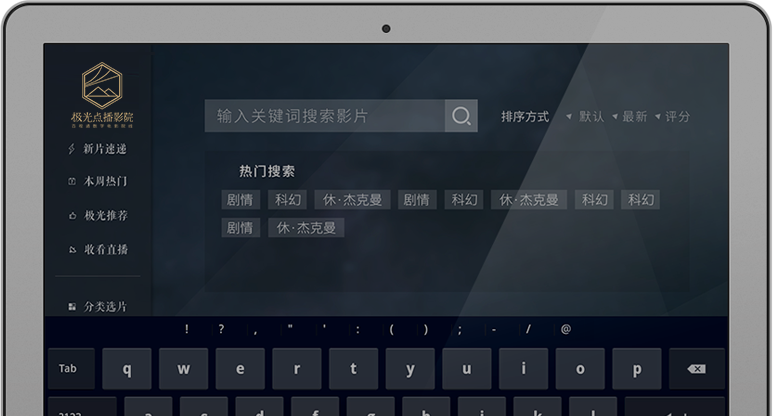 极光点播影院
新片速递
本周热门
极光推荐
收看直播
分类选片
输入关键词搜索影片
排序方式 默认 最新 评分
热门搜索
剧情 科幻 休·杰克曼 剧情 科幻 休·杰克曼 科幻 科幻
剧情 休·杰克曼
! ? , " ' : ( ) ; - / @
Tab q w e r t y u i o p